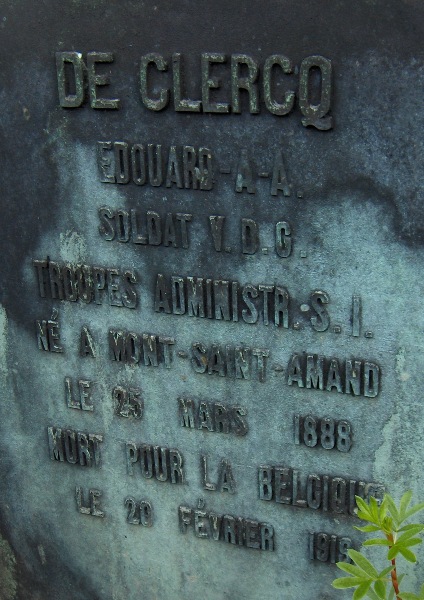 DE CLERCQ
EDOUARD-A-A.
SOLDAT V.D.G.
TROUPES ADMINISTR.S.I.
NÉ A MONT-SAINT-AMAND
LE 25 MARS 1888
MORT POUR LA BELGIQUE
LE 20 FÉVRIER